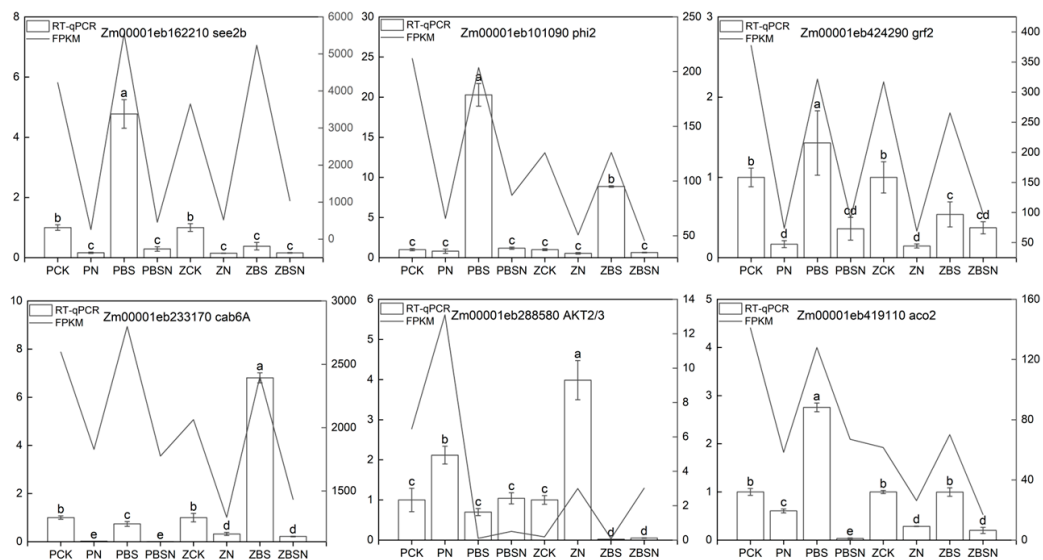 Zm00001eb162210 see2b
RT-qPCR
FPKM
8
6
4
2
0
6000
5000
4000
3000
2000
1000
0
a
b
c
c
b
c
c
c
PCK PN PBS PBSN ZCK ZN ZBS ZBSN
Zm00001eb101090 phi2
RT-qPCR
FPKM
30
25
20
15
10
5
0
200
150
100
50
a
c
c
c
c
c
b
c
PCK PN PBS PBSN ZCK ZN ZBS ZBSN
Zm00001eb424290 grf2
RT-qPCR
FPKM
3
2
1
0
400
350
300
250
200
150
100
50
b
d
a
cd
b
d
c
cd
PCK PN PBS PBSN ZCK ZN ZBS ZBSN
Zm00001eb233170 cab6A
RT-qPCR
FPKM
10
8
6
4
2
0
3000
2500
2000
1500
b
e
c
e
b
d
a
d
PCK PN PBS PBSN ZCK ZN ZBS ZBSN
Zm00001eb288580 AKT2/3
RT-qPCR
FPKM
6
5
4
3
2
1
0
14
12
10
8
6
4
2
0
c
b
c
c
c
a
d
d
PCK PN PBS PBSN ZCK ZN ZBS ZBSN
Zm00001eb419110 aco2
RT-qPCR
FPKM
5
4
3
2
1
0
160
120
80
40
0
b
c
a
e
b
d
b
d
PCK PN PBS PBSN ZCK ZN ZBS ZBSN